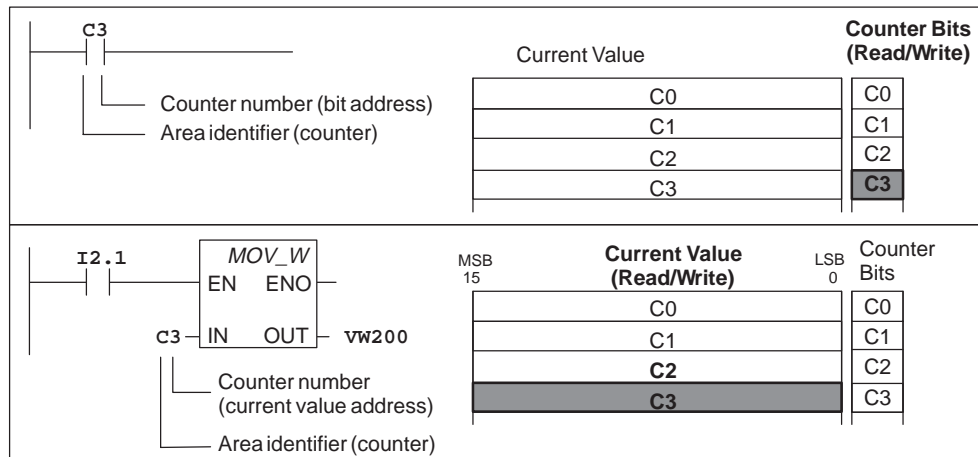 C3
Counter number (bit address)
Area identifier (counter)
Current Value
Counter Bits
(Read/Write)
C0
C0
C1
C1
C2
C2
C3
C3
I2.1
MOV_W
EN ENO
C3 IN OUT VW200
Counter number
(current value address)
Area identifier (counter)
MSB
15
Current Value
(Read/Write)
LSB
0
Counter
Bits
C0
C0
C1
C1
C2
C2
C3
C3